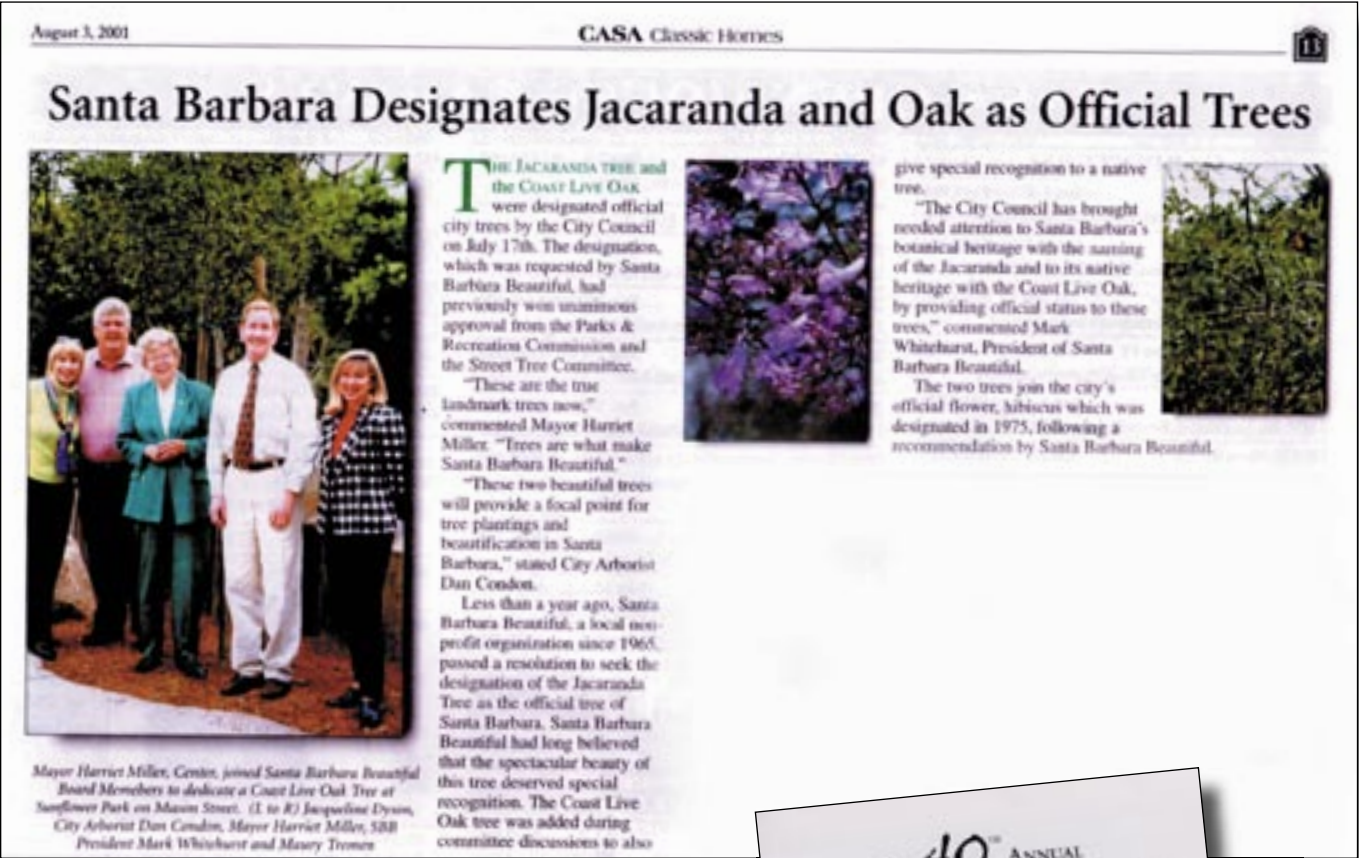 August 3, 2001
CASA Classic Homes
13
Santa Barbara Designates Jacaranda and Oak as Official Trees
THE JACARANDA TREE and
the COAST LIVE OAK
were designated official
city trees by the City Council
on July 17th. The designation,
which was requested by Santa
Barbara Beautiful, had
previously won unanimous
approval from the Parks &
Recreation Commission and
the Street Tree Committee.
"These are the true
landmark trees now,"
commented Mayor Harriet
Miller. "Trees are what make
Santa Barbara Beautiful."
"These two beautiful trees
will provide a focal point for
tree plantings and
beautification in Santa
Barbara," stated City Arborist
Dan Condon.
Less than a year ago, Santa
Barbara Beautiful, a local non-
profit organization since 1965,
passed a resolution to seek the
designation of the Jacaranda
Tree as the official tree of
Santa Barbara. Santa Barbara
Beautiful had long believed
that the spectacular beauty of
this tree deserved special
recognition. The Coast Live
Oak tree was added during
committee discussions to also
give special recognition to a native
tree.
"The City Council has brought
needed attention to Santa Barbara's
botanical heritage with the naming
of the Jacaranda and to its native
heritage with the Coast Live Oak,
by providing official status to these
trees," commented Mark
Whitehurst, President of Santa
Barbara Beautiful.
The two trees join the city's
official flower, hibiscus which was
designated in 1975, following a
recommendation by Santa Barbara Beautiful.
Mayor Harriet Miller, Center, joined Santa Barbara Beautiful
Board Memebers to dedicate a Coast Live Oak Tree at
Sunflower Park on Mason Street. (L to R) Jacqueline Dyson,
City Arborist Dan Condon, Mayor Harriet Miller, SBB
President Mark Whitehurst and Maury
40TH ANNUAL